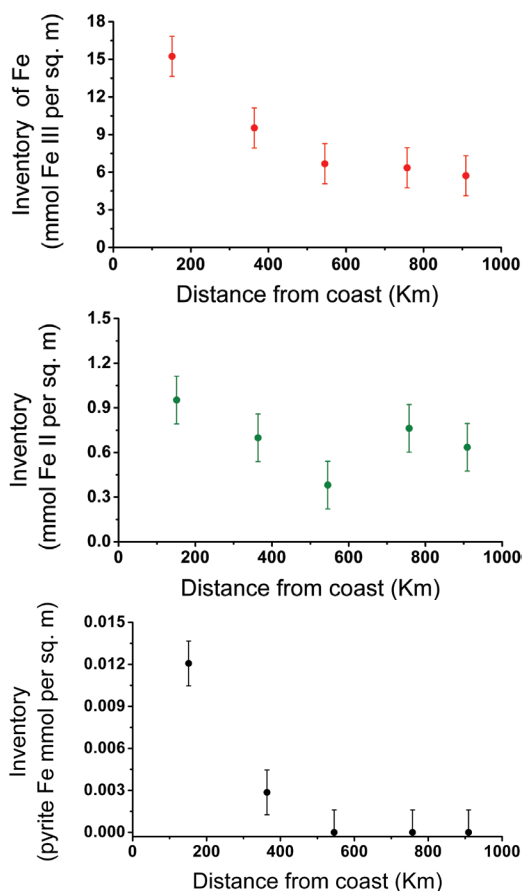 Inventory of Fe
(mmol Fe III per sq. m)
18
15
12
9
6
3
0
0 200 400 600 800 1000
Distance from coast (Km)
Inventory
(mmol Fe II per sq. m)
1.5
1.2
0.9
0.6
0.3
0.0
0 200 400 600 800 1000
Distance from coast (Km)
Inventory
(pyrite Fe mmol per sq. m)
0.015
0.012
0.009
0.006
0.003
0.000
0 200 400 600 800 1000
Distance from coast (Km)